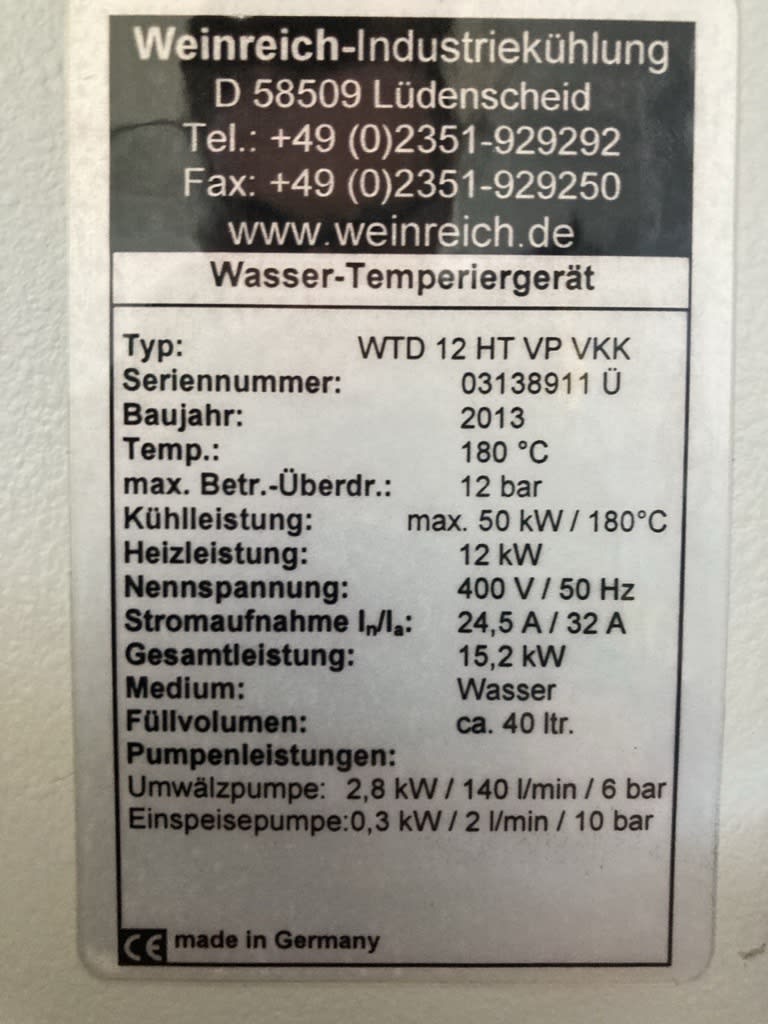 Weinreich-Industriekühlung
D 58509 Lüdenscheid
Tel.: +49 (0)2351-929292
Fax: +49 (0)2351-929250
www.weinreich.de
Wasser-Temperiergerät
Typ: WTD 12 HT VP VKK
Seriennummer: 03138911 Ü
Baujahr: 2013
Temp.: 180 °C
max. Betr.-Überdr.: 12 bar
Kühlleistung: max. 50 kW / 180°C
Heizleistung: 12 kW
Nennspannung: 400 V / 50 Hz
Stromaufnahme Iₙ/Iₐ: 24,5 A / 32 A
Gesamtleistung: 15,2 kW
Medium: Wasser
Füllvolumen: ca. 40 ltr.
Pumpenleistungen:
Umwälzpumpe: 2,8 kW / 140 l/min / 6 bar
Einspeisepumpe:0,3 kW / 2 l/min / 10 bar
CE made in Germany